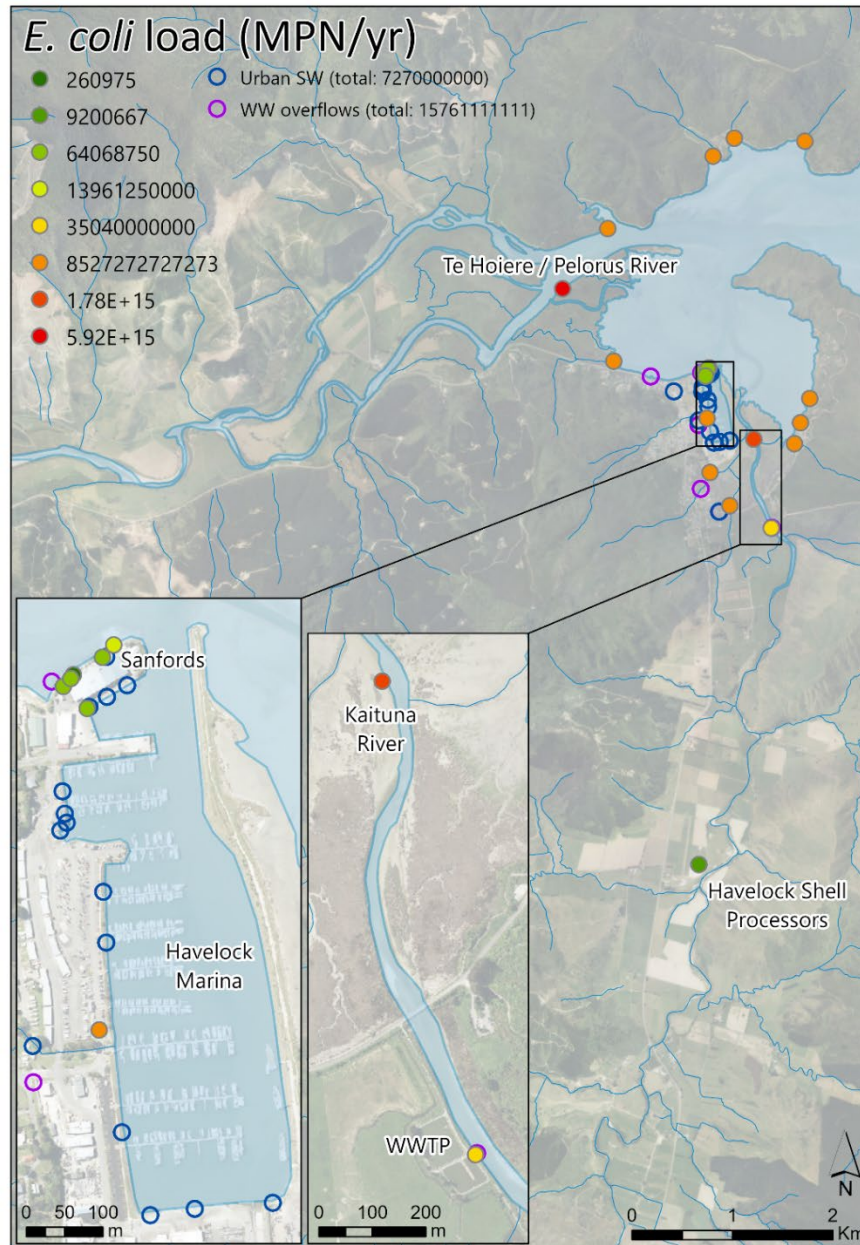 E. coli load (MPN/yr)
260975
9200667
64068750
13961250000
35040000000
8527272727273
1.78E+15
5.92E+15
Urban SW (total: 7270000000)
WW overflows (total: 15761111111)
Te Hoiere / Pelorus River
Sanfords
Havelock
Marina
0 50 100
m
Kaituna
River
WWTP
0 100 200
m
Havelock Shell
Processors
N
0 1 2
Km